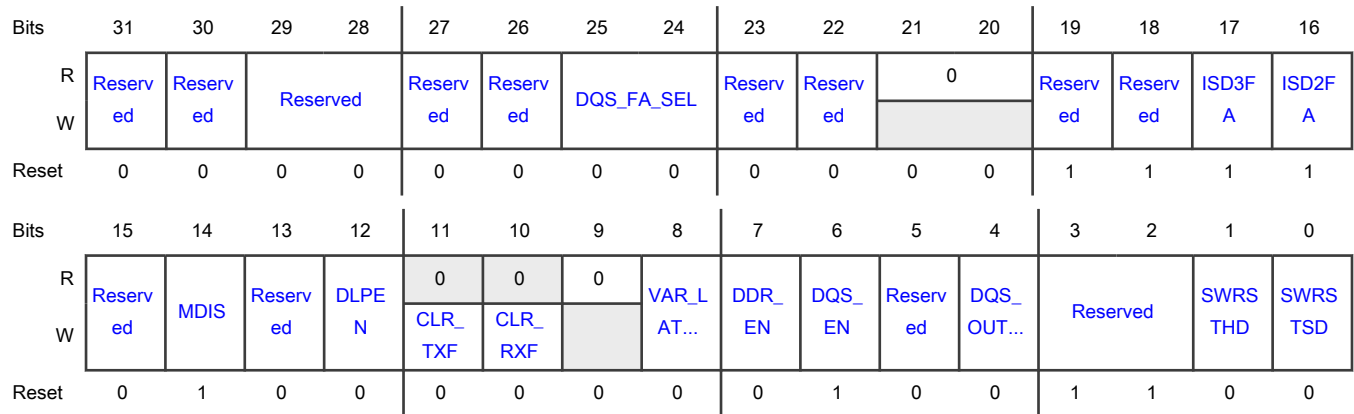 Bits 31 30 29 28 27 26 25 24 23 22 21 20 19 18 17 16
R Reserv Reserv Reserved Reserv Reserv DQS_FA_SEL Reserv Reserv 0 Reserv Reserv ISD3F ISD2F
W ed ed ed ed ed ed ed ed A A
Reset 0 0 0 0 0 0 0 0 0 0 0 0 1 1 1 1
Bits 15 14 13 12 11 10 9 8 7 6 5 4 3 2 1 0
R Reserv MDIS Reserv DLPE 0 0 0 VAR_L DDR_ DQS_ Reserv DQS_ Reserved SWRS SWRS
W ed ed N CLR_ CLR_ AT... EN EN ed OUT... THD TSD
TXF RXF
Reset 0 1 0 0 0 0 0 0 0 1 0 0 1 1 0 0